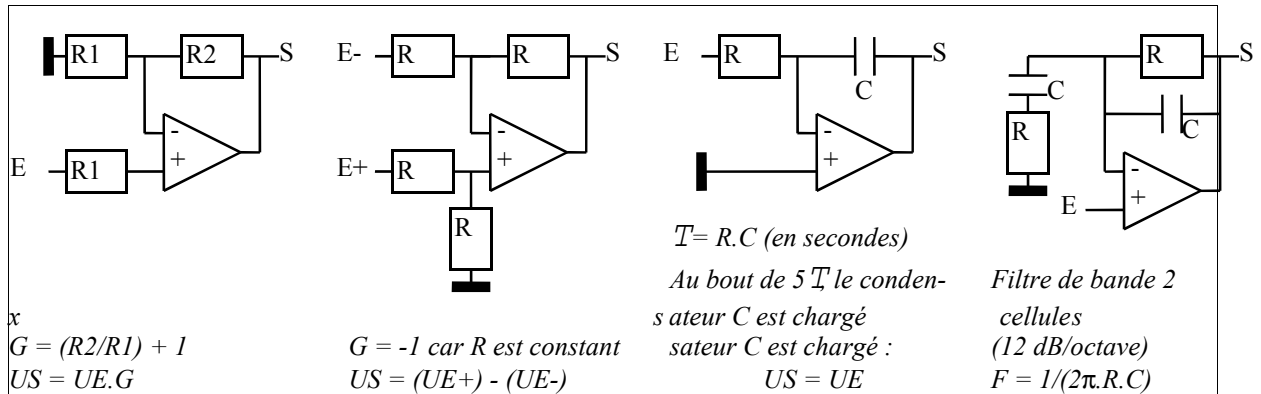 R1 R2 S
E R1 - +
E- R R S
E+ R - +
R
E R C S
- +
R S
C C
R
- +
E
T= R.C (en secondes)
Au bout de 5 T, le conden-
s ateur C est chargé
sateur C est chargé :
US = UE
Filtre de bande 2
cellules
(12 dB/octave)
F = 1/(2π.R.C)
x
G = (R2/R1) + 1
US = UE.G
G = -1 car R est constant
US = (UE+) - (UE-)